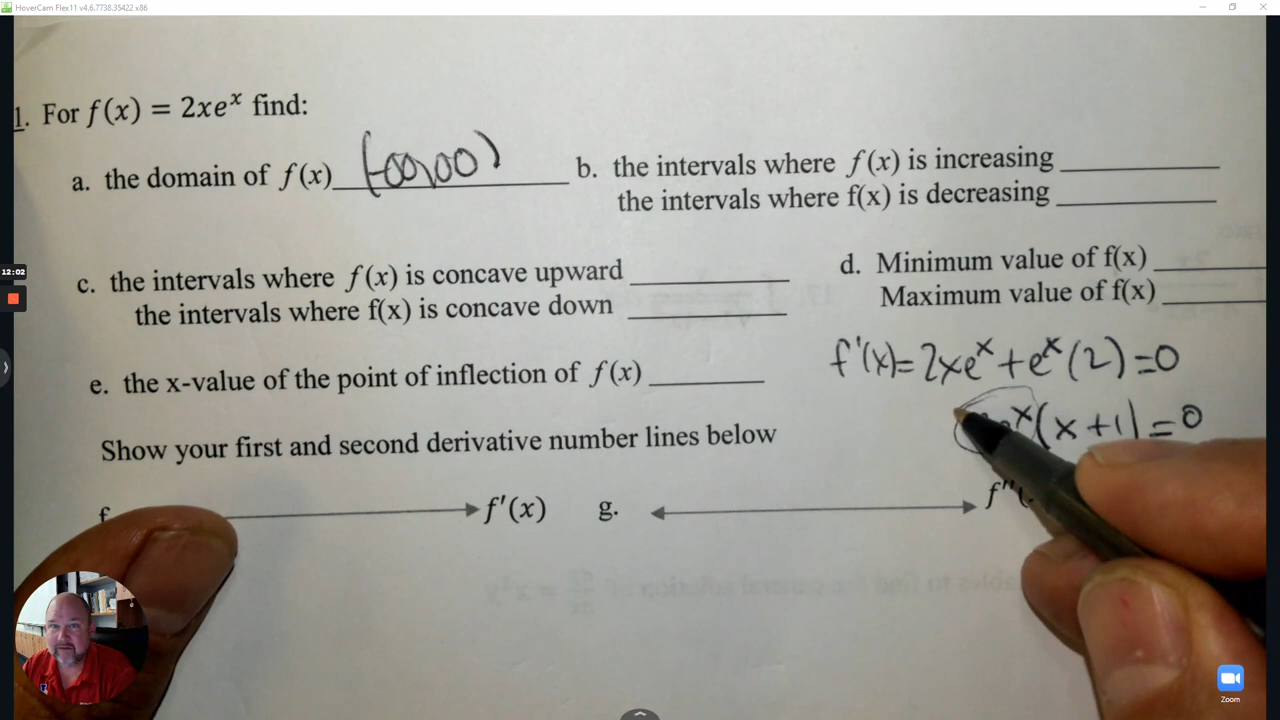 HoverCam Flex11 v4.6.7738.35422 x86
1. For f(x) = 2xeˣ find:
a. the domain of f(x) (-∞,∞)
b. the intervals where f(x) is increasing
the intervals where f(x) is decreasing
12:02
c. the intervals where f(x) is concave upward
the intervals where f(x) is concave down
d. Minimum value of f(x)
Maximum value of f(x)
f'(x)=2xeˣ+eˣ(2)=0
e. the x-value of the point of inflection of f(x)
(x+1)=0
Show your first and second derivative number lines below
f'(x)
g.
f"(
Zoom